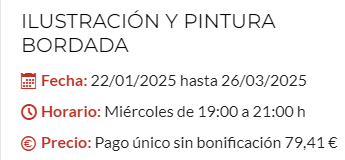 ILUSTRACIÓN Y PINTURA
BORDADA
Fecha: 22/01/2025 hasta 26/03/2025
Horario: Miércoles de 19:00 a 21:00 h
Precio: Pago único sin bonificación 79,41 €